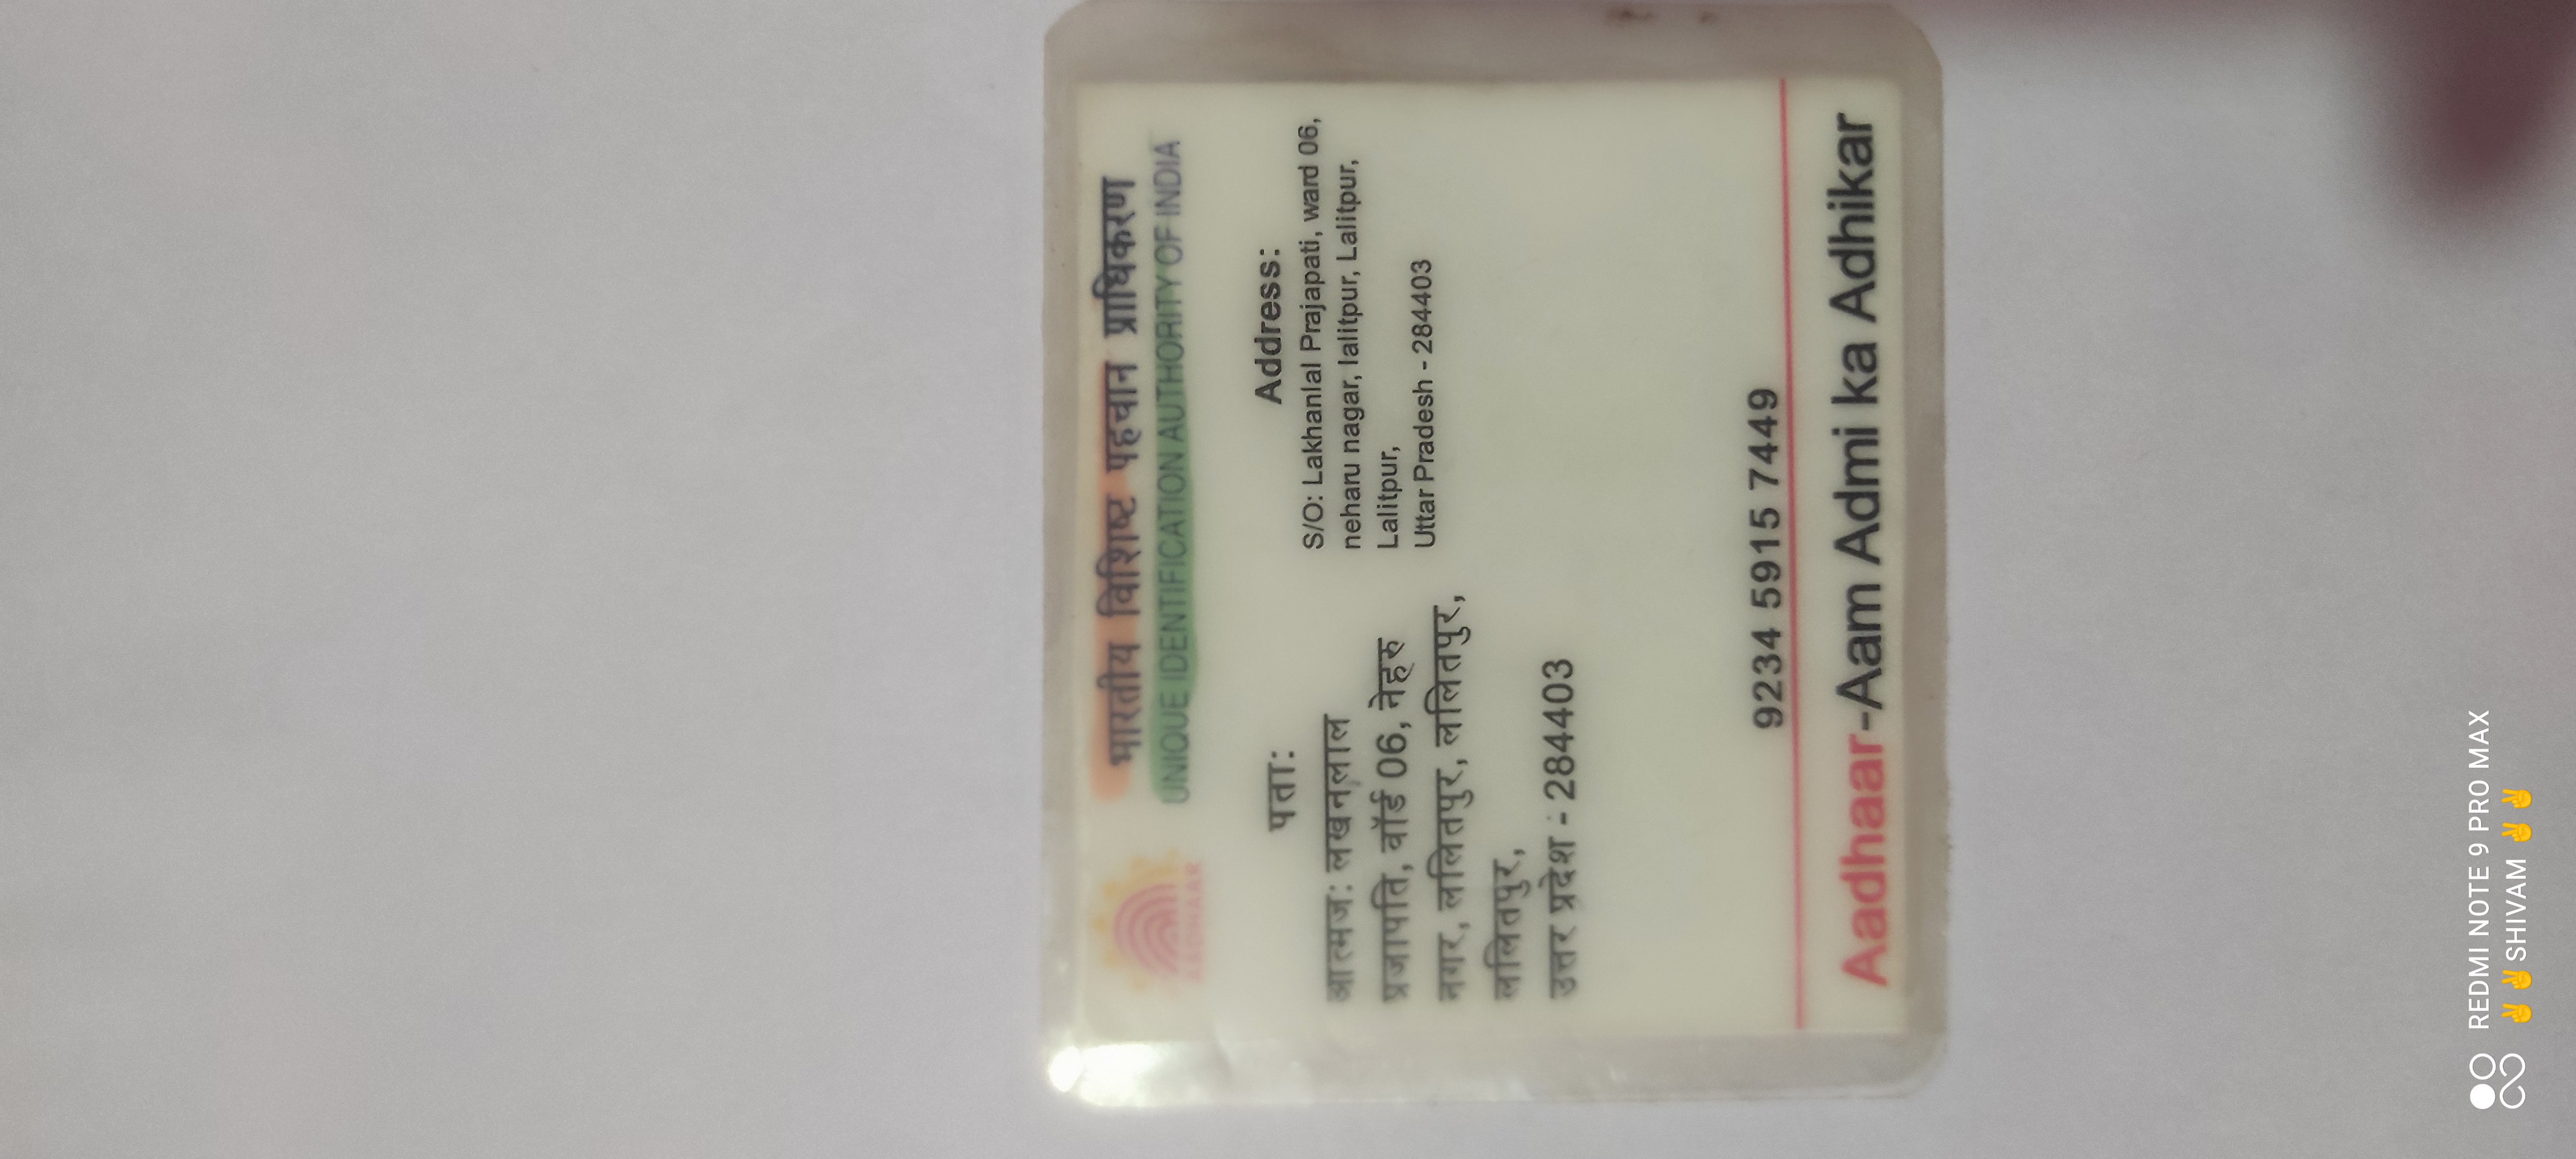 भारतीय विशिष्ट पहचान प्राधिकरण
UNIQUE IDENTIFICATION AUTHORITY OF INDIA
AADHAAR
पता:
आत्मज: लखनलाल
प्रजापति, वॉर्ड 06, नेहरु
नगर, ललितपुर, ललितपुर,
ललितपुर,
उत्तर प्रदेश - 284403
Address:
S/O: Lakhanlal Prajapati, ward 06,
neharu nagar, lalitpur, Lalitpur,
Lalitpur,
Uttar Pradesh - 284403
9234 5915 7449
Aadhaar-Aam Admi ka Adhikar
REDMI NOTE 9 PRO MAX
✌✌SHIVAM ✌✌